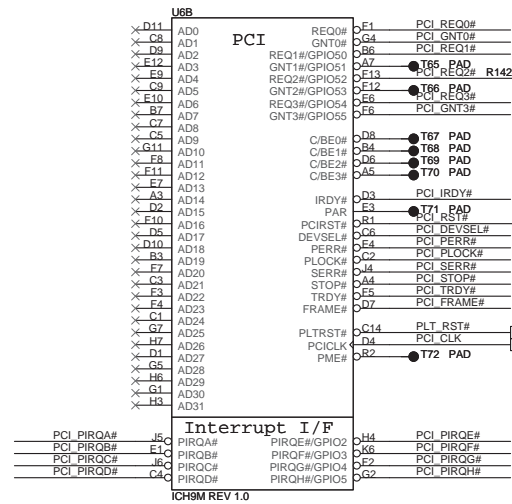 U6B
PCI
D11 AD0
C8 AD1
D9 AD2
E12 AD3
E9 AD4
C9 AD5
E10 AD6
B7 AD7
C7 AD8
C5 AD9
G11 AD10
F8 AD11
F11 AD12
E7 AD13
A3 AD14
D2 AD15
F10 AD16
D5 AD17
D10 AD18
B3 AD19
F7 AD20
C3 AD21
F3 AD22
F4 AD23
C1 AD24
G7 AD25
H7 AD26
D1 AD27
G5 AD28
H6 AD29
G1 AD30
H3 AD31
REQ0# F1 PCI_REQ0#
GNT0# G4 PCI_GNT0#
REQ1#/GPIO50 B6 PCI_REQ1#
GNT1#/GPIO51 A7 T65 PAD
REQ2#/GPIO52 F13 PCI_REQ2# R142
GNT2#/GPIO53 F12 T66 PAD
REQ3#/GPIO54 E6 PCI_REQ3#
GNT3#/GPIO55 F6 PCI_GNT3#
C/BE0# D8 T67 PAD
C/BE1# B4 T68 PAD
C/BE2# D6 T69 PAD
C/BE3# A5 T70 PAD
IRDY# D3 PCI_IRDY#
PAR E3 T71 PAD
PCIRST# R1 PCI_RST#
DEVSEL# C6 PCI_DEVSEL#
PERR# E4 PCI_PERR#
PLOCK# C2 PCI_PLOCK#
SERR# J4 PCI_SERR#
STOP# A4 PCI_STOP#
TRDY# F5 PCI_TRDY#
FRAME# D7 PCI_FRAME#
PLTRST# C14 PLT_RST#
PCICLK D4 PCI_CLK
PME# R2 T72 PAD
Interrupt I/F
PCI_PIRQA# J5 PIRQA# PIRQE#/GPIO2 H4 PCI_PIRQE#
PCI_PIRQB# E1 PIRQB# PIRQF#/GPIO3 K6 PCI_PIRQF#
PCI_PIRQC# J6 PIRQC# PIRQG#/GPIO4 F2 PCI_PIRQG#
PCI_PIRQD# C4 PIRQD# PIRQH#/GPIO5 G2 PCI_PIRQH#
ICH9M REV 1.0